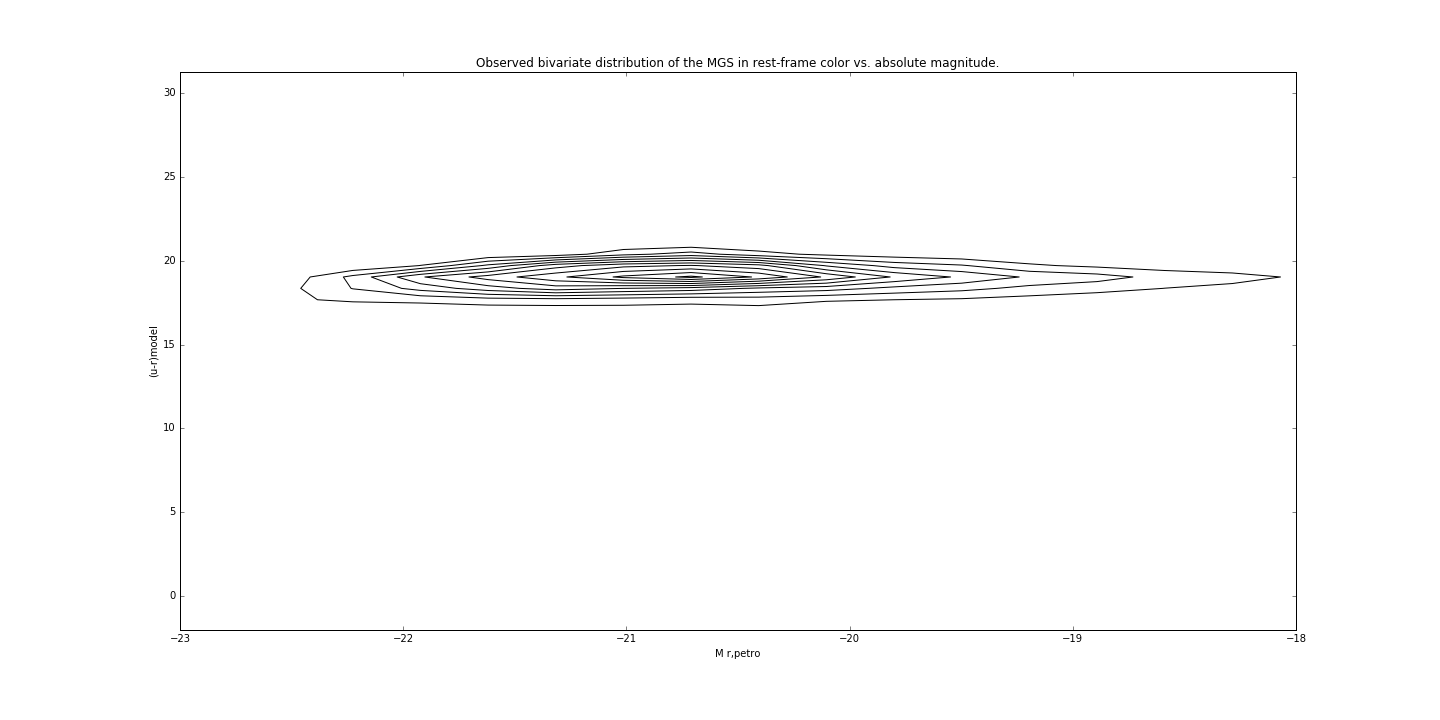 Observed bivariate distribution of the MGS in rest-frame color vs. absolute magnitude.
30
25
20
15
10
5
0
(u-r)model
−23 −22 −21 −20 −19 −18
M r,petro